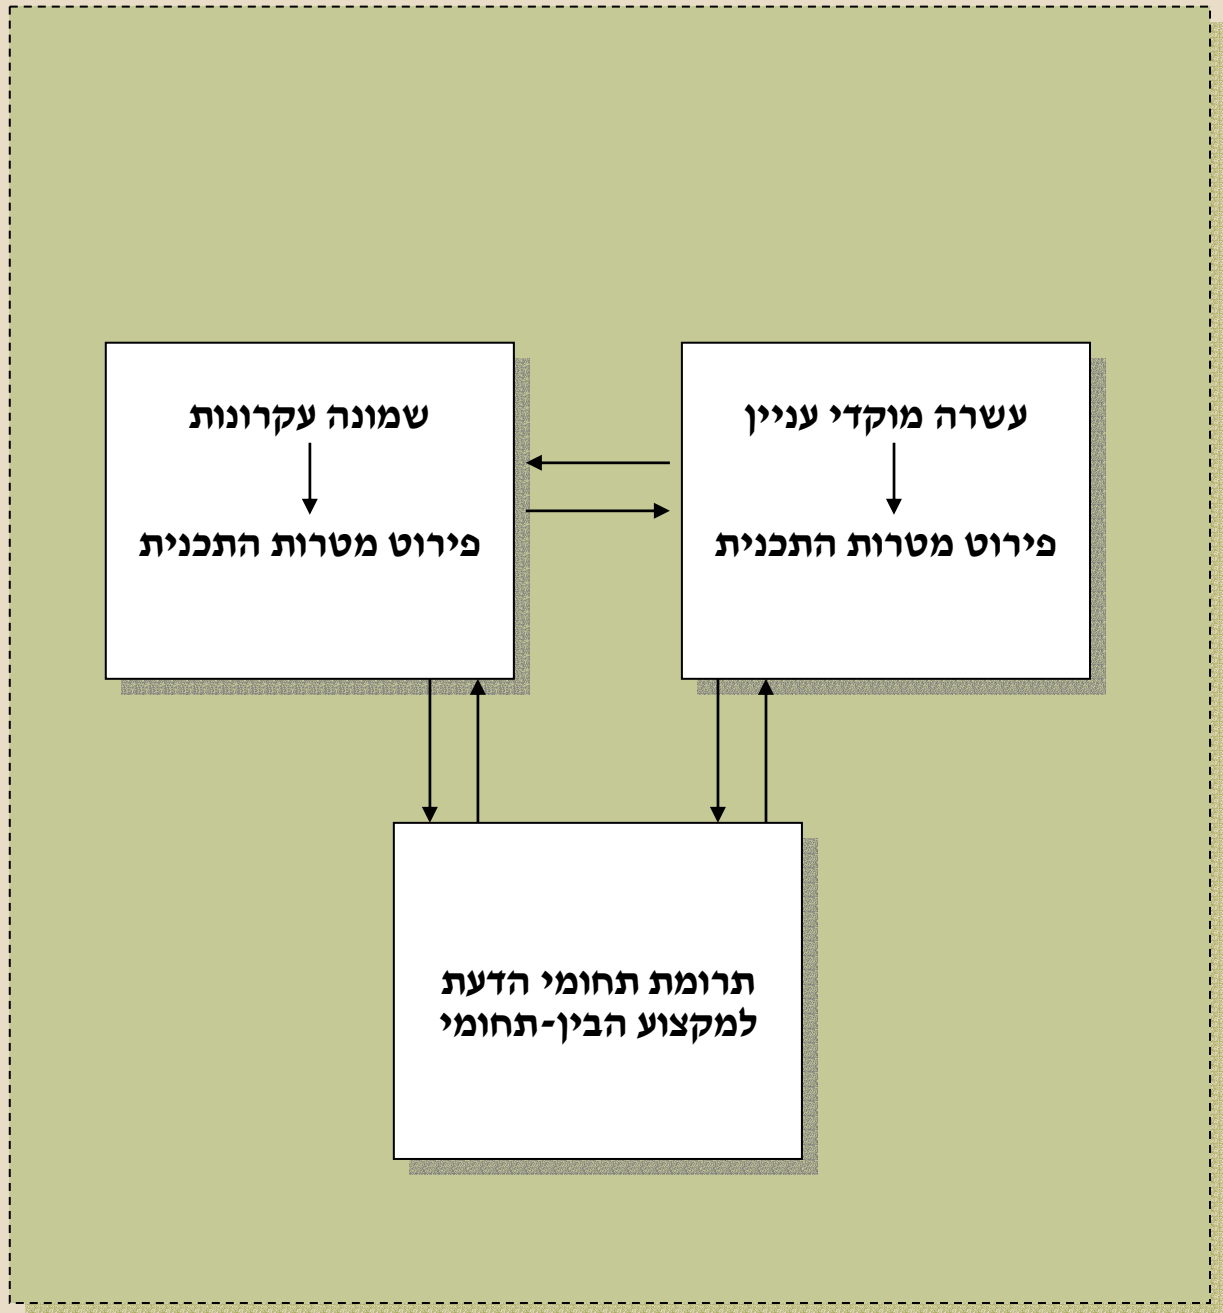 עשרה מוקדי עניין
פירוט מטרות התכנית
שמונה עקרונות
פירוט מטרות התכנית
תרומת תחומי הדעת
למקצוע הבין-תחומי